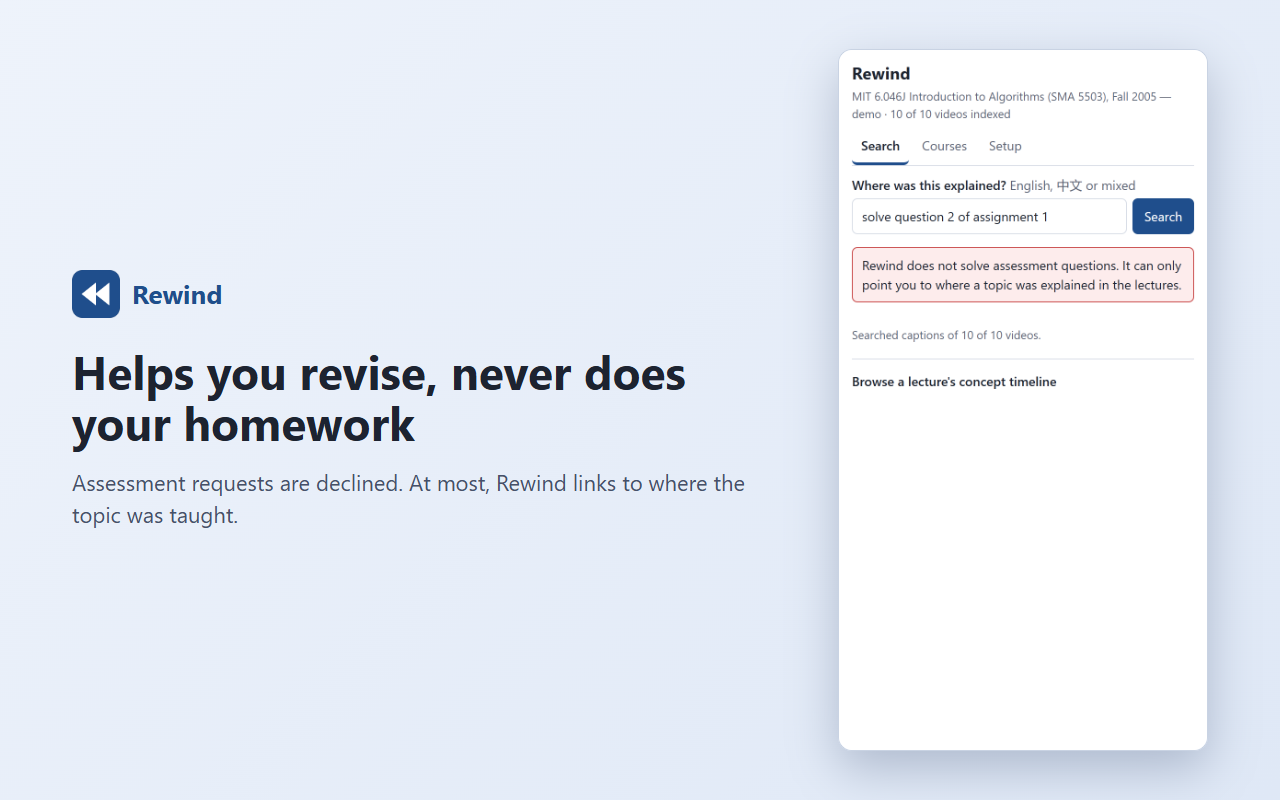 Rewind
Helps you revise, never does
your homework
Assessment requests are declined. At most, Rewind links to where the
topic was taught.
Rewind
MIT 6.046J Introduction to Algorithms (SMA 5503), Fall 2005 —
demo · 10 of 10 videos indexed
Search Courses Setup
Where was this explained? English, 中文 or mixed
solve question 2 of assignment 1 Search
Rewind does not solve assessment questions. It can only
point you to where a topic was explained in the lectures.
Searched captions of 10 of 10 videos.
Browse a lecture's concept timeline